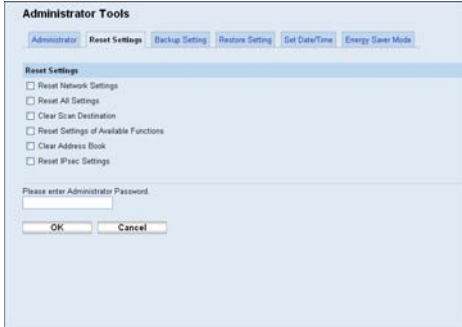 Administrator Tools
Administrator Reset Settings Backup Setting Restore Setting Set Date/Time Energy Saver Mode
Reset Settings
Reset Network Settings
Reset All Settings
Clear Scan Destination
Reset Settings of Available Functions
Clear Address Book
Reset IPsec Settings
Please enter Administrator Password.
OK Cancel